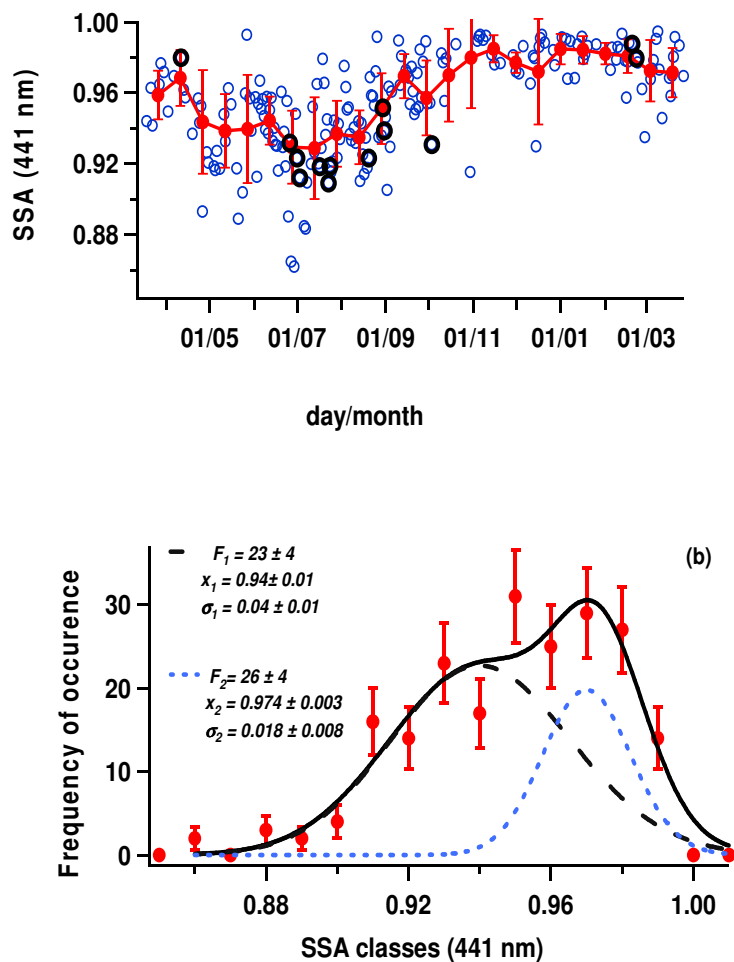 1.00
0.96
0.92
0.88
SSA (441 nm)
01/05 01/07 01/09 01/11 01/01 01/03
day/month
(b)
F1 = 23 ± 4
x1 = 0.94± 0.01
σ1 = 0.04 ± 0.01
F2= 26 ± 4
x2 = 0.974 ± 0.003
σ2 = 0.018 ± 0.008
30
20
10
0
Frequency of occurence
0.88 0.92 0.96 1.00
SSA classes (441 nm)